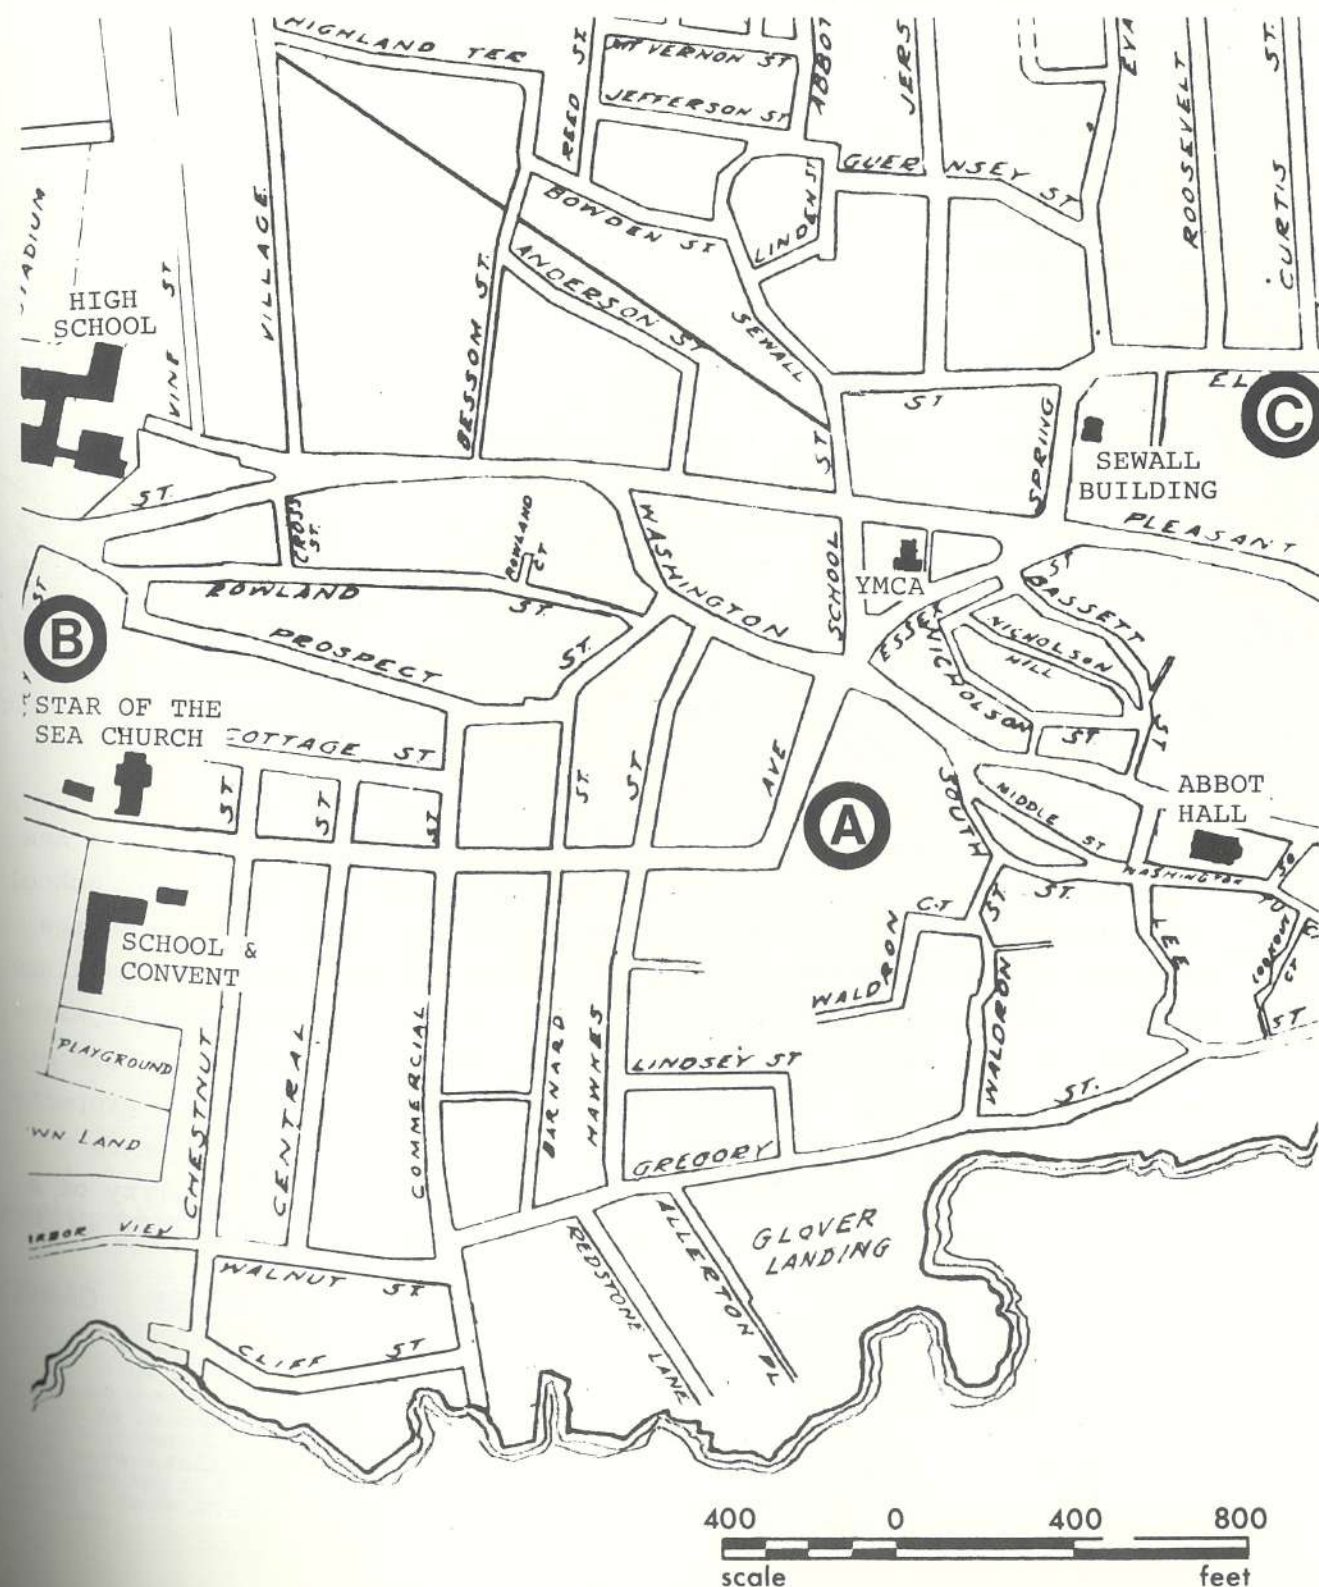 HIGHLAND TER
REED ST
MT VERNON ST
JEFFERSON ST
ABBOT
JERS
EVA
ROOSEVELT
CURTIS ST.
GUERNSEY ST
LINDEN ST
BOWDEN ST
ANDERSON ST
SEWALL ST
BESSOM ST.
VILLAGE
VINE ST
HIGH
SCHOOL
ST
SPRING
EL
C
SEWALL
BUILDING
PLEASANT
ST.
CROSS
ST.
ROWLAND
CT
WASHINGTON
SCHOOL
YMCA
ST
BASSETT
ESSEX
NICHOLSON
HILL
NICHOLSON
ST.
ST
ST
B
ROWLAND ST.
PROSPECT ST.
STAR OF THE
SEA CHURCH
COTTAGE ST
ST
ST
ST
ST.
ST
AVE
A
SOUTH
MIDDLE ST
ABBOT
HALL
WASHINGTON
SQ
ST.
ST.
LEE
LOOKOUT
CT
ST
WALDRON CT
WALDRON
SCHOOL &
CONVENT
PLAYGROUND
WN LAND
CHESTNUT
CENTRAL
COMMERCIAL
BARNARD
HAWKES
LINDSEY ST
GREGORY
ST.
RBOR VIEW
WALNUT ST
CLIFF ST
REDSTONE LANE
ALLERTON PL
GLOVER
LANDING
400 0 400 800
scale feet